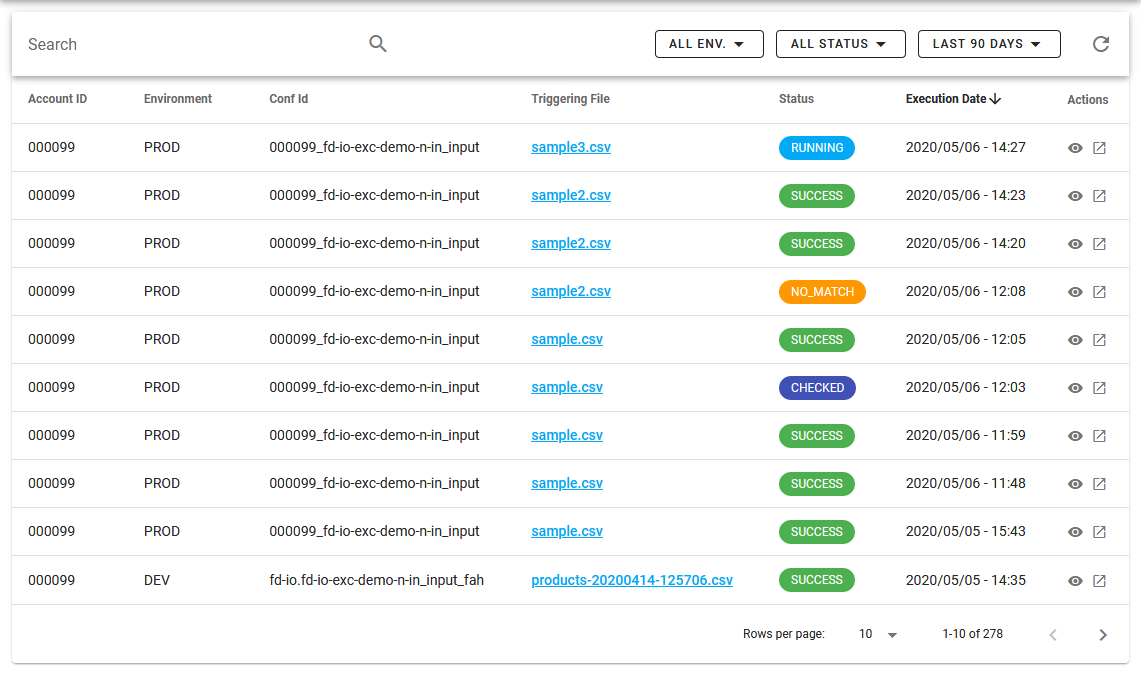 Search ALL ENV. ALL STATUS LAST 90 DAYS
Account ID Environment Conf Id Triggering File Status Execution Date Actions
000099 PROD 000099_fd-io-exc-demo-n-in_input sample3.csv RUNNING 2020/05/06 - 14:27
000099 PROD 000099_fd-io-exc-demo-n-in_input sample2.csv SUCCESS 2020/05/06 - 14:23
000099 PROD 000099_fd-io-exc-demo-n-in_input sample2.csv SUCCESS 2020/05/06 - 14:20
000099 PROD 000099_fd-io-exc-demo-n-in_input sample2.csv NO_MATCH 2020/05/06 - 12:08
000099 PROD 000099_fd-io-exc-demo-n-in_input sample.csv SUCCESS 2020/05/06 - 12:05
000099 PROD 000099_fd-io-exc-demo-n-in_input sample.csv CHECKED 2020/05/06 - 12:03
000099 PROD 000099_fd-io-exc-demo-n-in_input sample.csv SUCCESS 2020/05/06 - 11:59
000099 PROD 000099_fd-io-exc-demo-n-in_input sample.csv SUCCESS 2020/05/06 - 11:48
000099 PROD 000099_fd-io-exc-demo-n-in_input sample.csv SUCCESS 2020/05/05 - 15:43
000099 DEV fd-io.fd-io-exc-demo-n-in_input_fah products-20200414-125706.csv SUCCESS 2020/05/05 - 14:35
Rows per page: 10 1-10 of 278